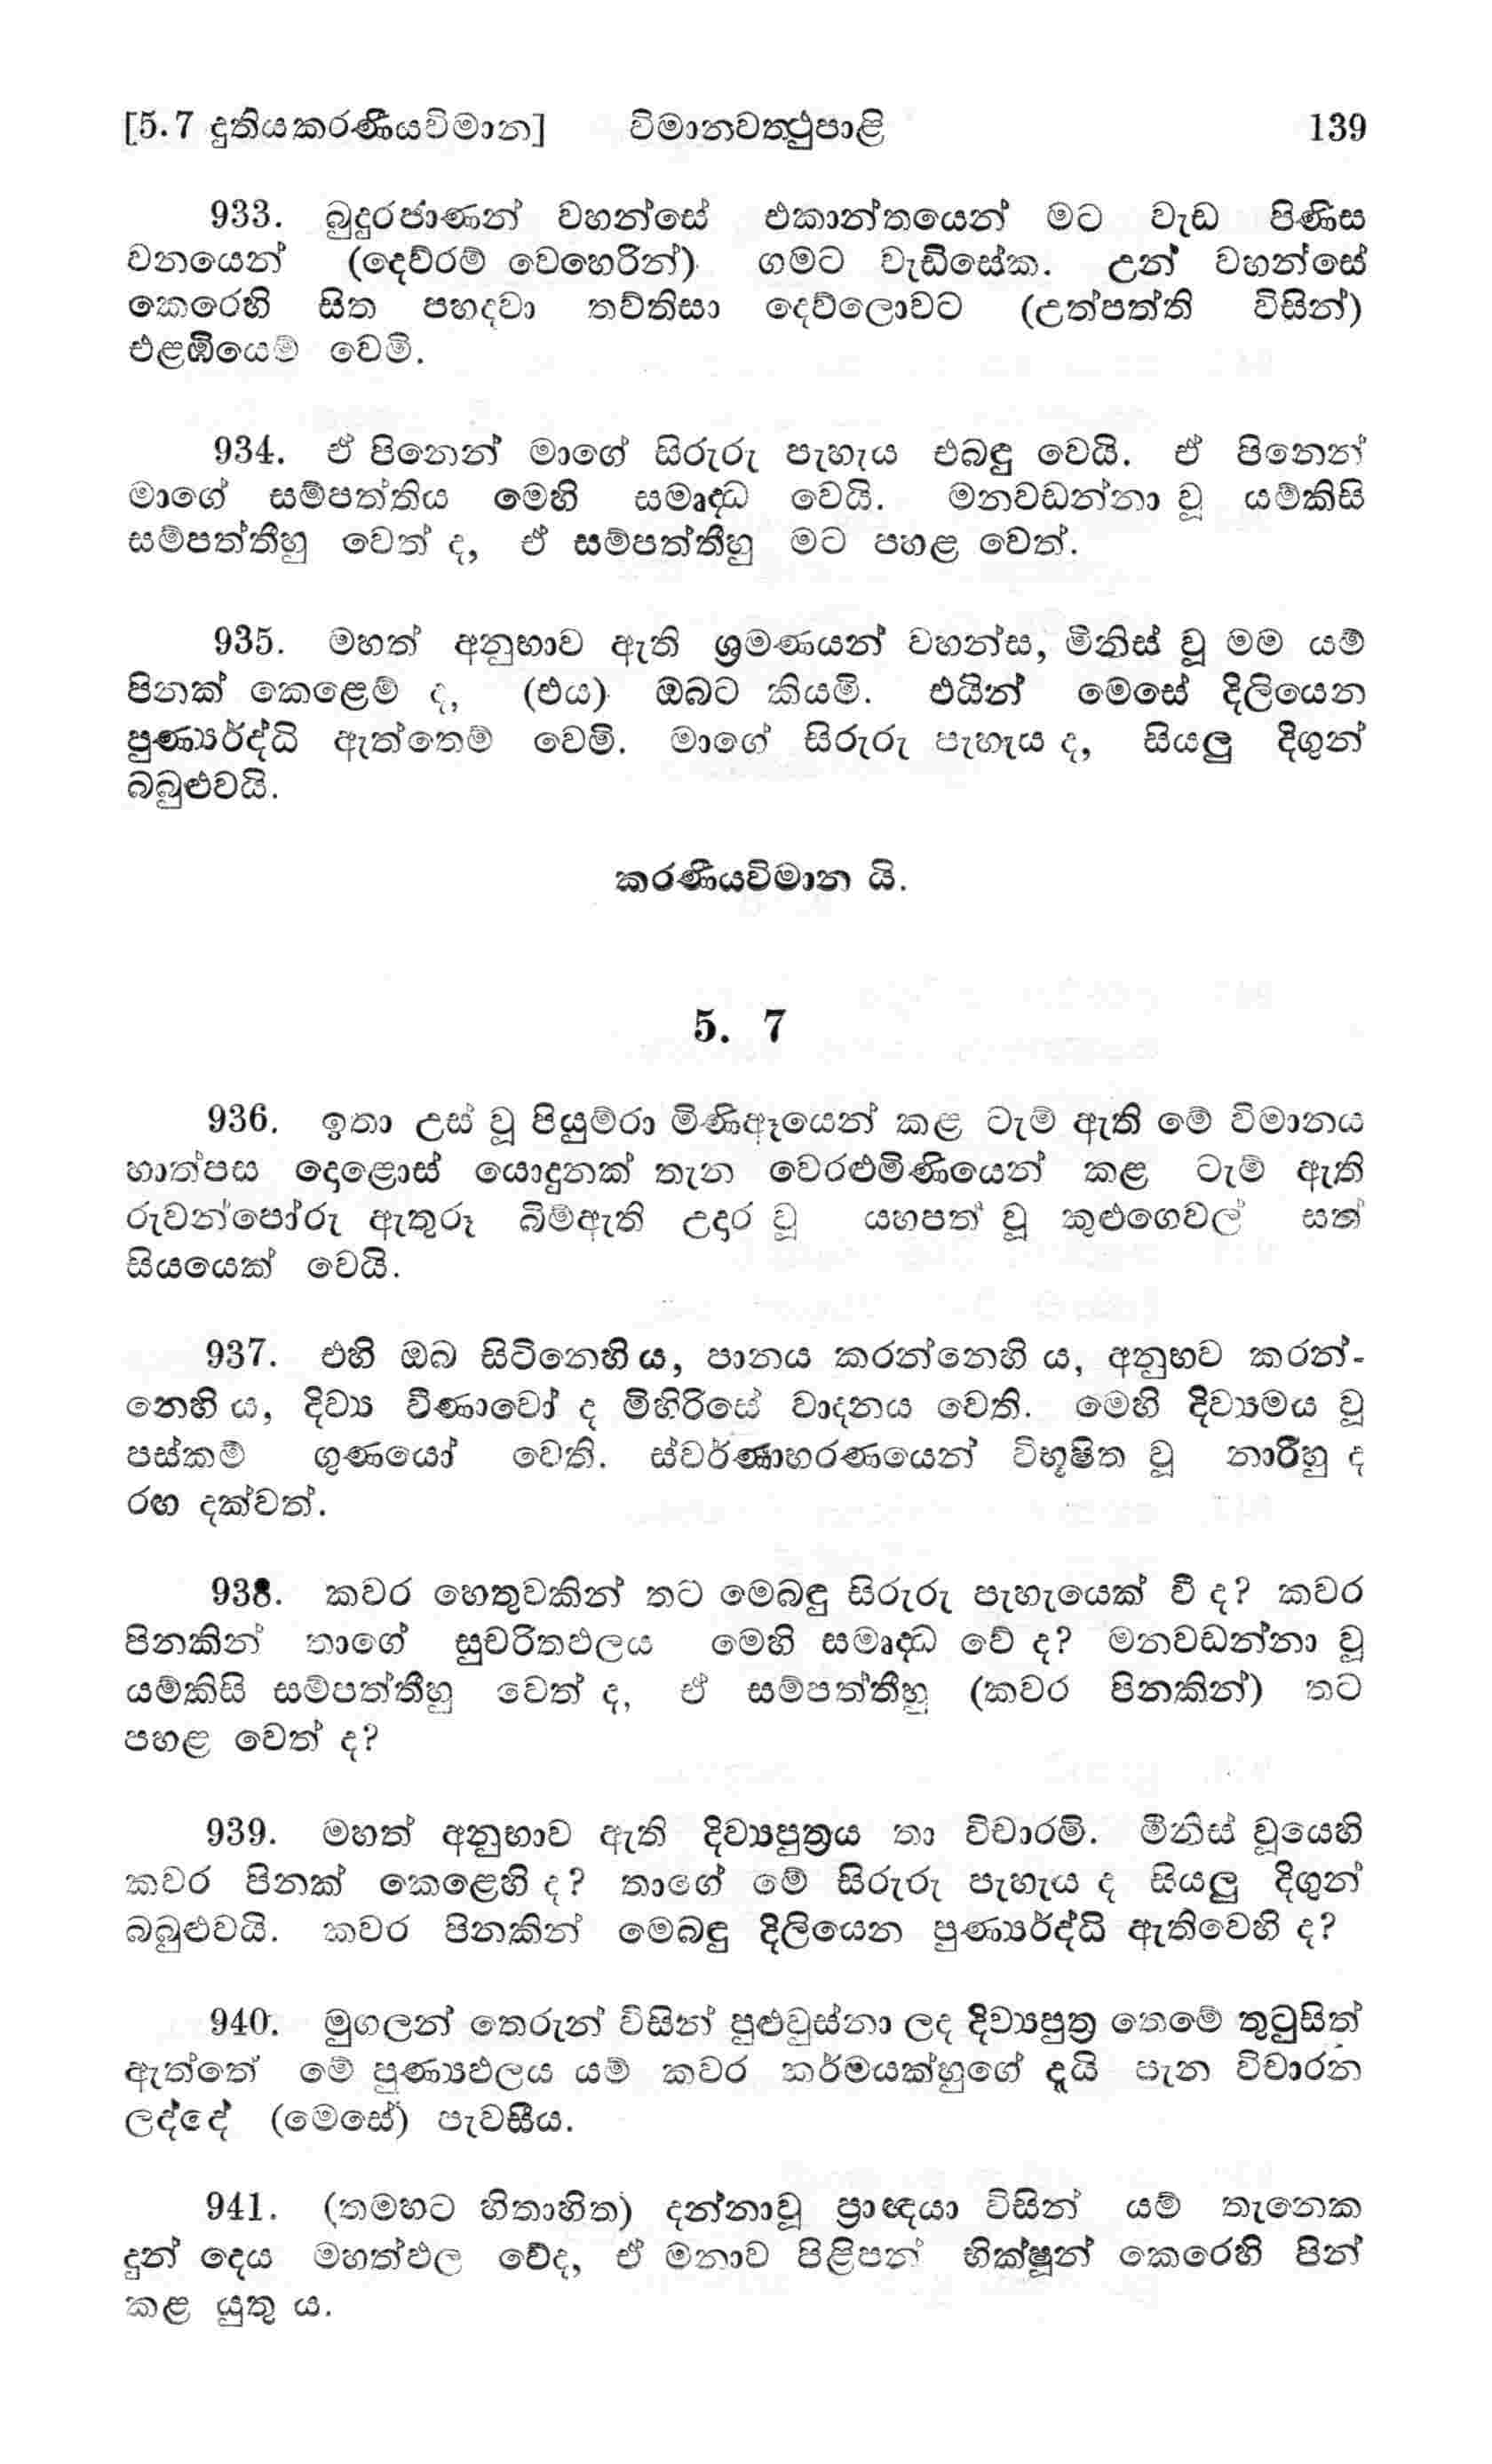 [5.7 දුතියකරණීයවිමාන] විමානවත්‍ථුපාළි 139
933. බුදුරජාණන් වහන්සේ එකාන්තයෙන් මට වැඩ පිණිස
වනයෙන් (දෙව්රම් වෙහෙරින්) ගමට වැඩිසේක. උන් වහන්සේ
කෙරෙහි සිත පහදවා තව්තිසා දෙව්ලොවට (උත්පත්ති විසින්)
එළඹියෙම් වෙමි.
934. ඒ පිනෙන් මාගේ සිරුරු පැහැය එබඳු වෙයි. ඒ පිනෙන්
මාගේ සම්පත්තිය මෙහි සමෘද්ධ වෙයි. මනවඩන්නා වූ යම්කිසි
සම්පත්තීහු වෙත් ද, ඒ සම්පත්තීහු මට පහළ වෙත්.
935. මහත් අනුභාව ඇති ශ්‍රමණයන් වහන්ස, මිනිස් වූ මම යම්
පිනක් කෙළෙම් ද, (එය) ඔබට කියමි. එයින් මෙසේ දිලියෙන
පුණ්‍යර්ද්ධි ඇත්තෙම් වෙමි. මාගේ සිරුරු පැහැය ද, සියලු දිගුන්
බබුළුවයි.
කරණීයවිමාන යි.
5. 7
936. ඉතා උස් වූ පියුම්රා මිණිඇයෙන් කළ ටැම් ඇති මේ විමානය
හාත්පස දොළොස් යොදුනක් තැන වෙරළුමිණියෙන් කළ ටැම් ඇති
රුවන්පෝරු ඇතුරූ බිම්ඇති උදාර වූ යහපත් වූ කුළුගෙවල් සත්
සියයෙක් වෙයි.
937. එහි ඔබ සිටිනෙහි ය, පානය කරන්නෙහි ය, අනුභව කරන්-
නෙහි ය, දිව්‍ය වීණාවෝ ද මිහිරිසේ වාදනය වෙති. මෙහි දිව්‍යමය වූ
පස්කම් ගුණයෝ වෙති. ස්වර්ණාභරණයෙන් විභූෂිත වූ නාරීහු ද
රඟ දක්වත්.
938. කවර හෙතුවකින් තට මෙබඳු සිරුරු පැහැයෙක් වී ද? කවර
පිනකින් තාගේ සුචරිතඵලය මෙහි සමෘද්ධ වේ ද? මනවඩන්නා වූ
යම්කිසි සම්පත්තීහු වෙත් ද, ඒ සම්පත්තීහු (කවර පිනකින්) තට
පහළ වෙත් ද?
939. මහත් අනුභාව ඇති දිව්‍යපුත්‍රය තා විචාරමි. මිනිස් වූයෙහි
කවර පිනක් කෙළෙහි ද? තාගේ මේ සිරුරු පැහැය ද සියලු දිගුන්
බබුළුවයි. කවර පිනකින් මෙබඳු දිලියෙන පුණ්‍යර්ද්ධි ඇතිවෙහි ද?
940. මුගලන් තෙරුන් විසින් පුළුවුස්නා ලද දිව්‍යපුත්‍ර තෙමේ තුටුසිත්
ඇත්තේ මේ පුණ්‍යඵලය යම් කවර කර්මයක්හුගේ දැයි පැන විචාරන
ලද්දේ (මෙසේ) පැවසීය.
941. (තමහට හිතාහිත) දන්නාවූ ප්‍රාඥයා විසින් යම් තැනෙක
දුන් දෙය මහත්ඵල වේද, ඒ මනාව පිළිපන් භික්ෂූන් කෙරෙහි පින්
කළ යුතු ය.